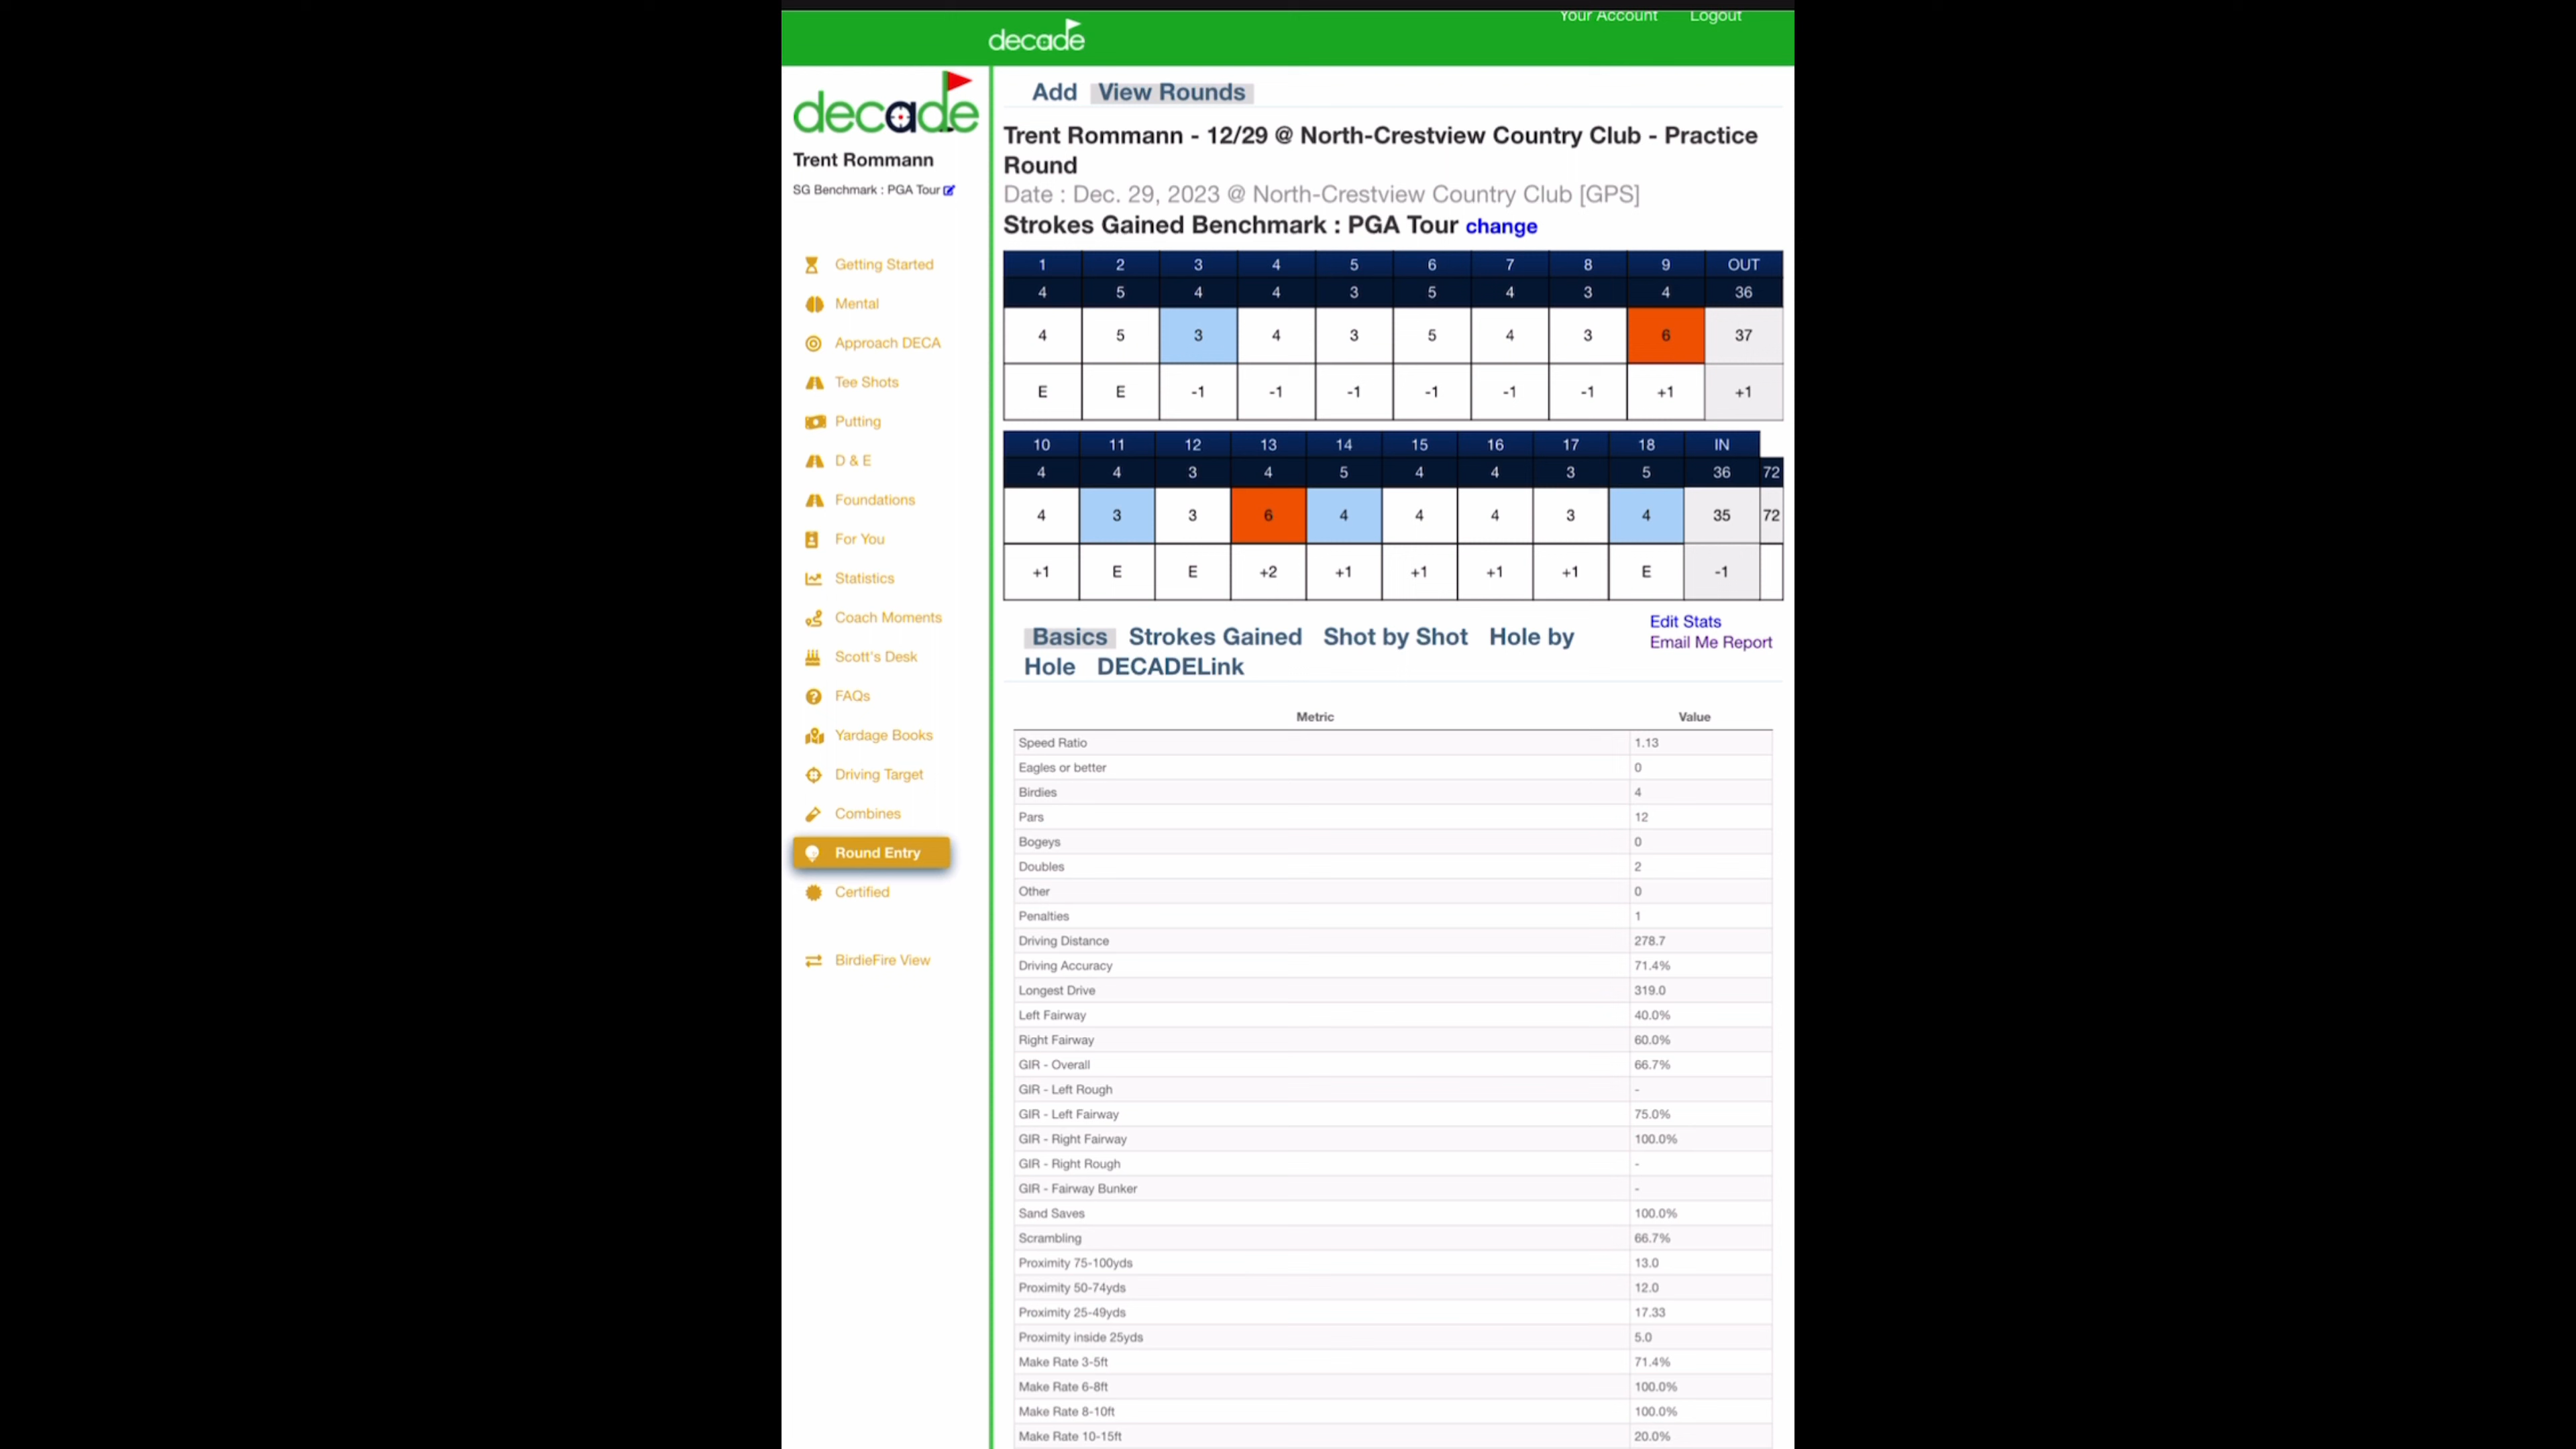 Your Account Logout
decade
decade
Trent Rommann
SG Benchmark : PGA Tour
Getting Started
Mental
Approach DECA
Tee Shots
Putting
D & E
Foundations
For You
Statistics
Coach Moments
Scott's Desk
FAQs
Yardage Books
Driving Target
Combines
Round Entry
Certified
BirdieFire View
Add View Rounds
Trent Rommann - 12/29 @ North-Crestview Country Club - Practice
Round
Date : Dec. 29, 2023 @ North-Crestview Country Club [GPS]
Strokes Gained Benchmark : PGA Tour change
1 2 3 4 5 6 7 8 9 OUT
4 5 4 4 3 5 4 3 4 36
4 5 3 4 3 5 4 3 6 37
E E -1 -1 -1 -1 -1 -1 +1 +1
10 11 12 13 14 15 16 17 18 IN
4 4 3 4 5 4 4 3 5 36 72
4 3 3 6 4 4 4 3 4 35 72
+1 E E +2 +1 +1 +1 +1 E -1
Basics Strokes Gained Shot by Shot Hole by
Hole DECADELink
Edit Stats
Email Me Report
Metric Value
Speed Ratio 1.13
Eagles or better 0
Birdies 4
Pars 12
Bogeys 0
Doubles 2
Other 0
Penalties 1
Driving Distance 278.7
Driving Accuracy 71.4%
Longest Drive 319.0
Left Fairway 40.0%
Right Fairway 60.0%
GIR - Overall 66.7%
GIR - Left Rough -
GIR - Left Fairway 75.0%
GIR - Right Fairway 100.0%
GIR - Right Rough -
GIR - Fairway Bunker -
Sand Saves 100.0%
Scrambling 66.7%
Proximity 75-100yds 13.0
Proximity 50-74yds 12.0
Proximity 25-49yds 17.33
Proximity inside 25yds 5.0
Make Rate 3-5ft 71.4%
Make Rate 6-8ft 100.0%
Make Rate 8-10ft 100.0%
Make Rate 10-15ft 20.0%